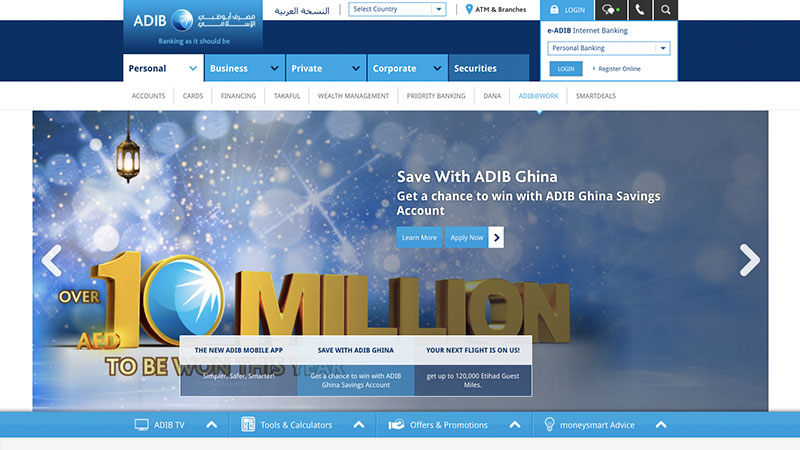 ADIB
مصرف أبوظبي
الإسلامي
Banking as it should be
النسخة العربية
Select Country
ATM & Branches
LOGIN
e-ADIB Internet Banking
Personal Banking
LOGIN
Register Online
Personal
Business
Private
Corporate
Securities
ACCOUNTS
CARDS
FINANCING
TAKAFUL
WEALTH MANAGEMENT
PRIORITY BANKING
DANA
ADIB@WORK
SMARTDEALS
Save With ADIB Ghina
Get a chance to win with ADIB Ghina Savings
Account
Learn More
Apply Now
OVER
10 MILLION
AED
TO BE WON THIS YEAR
THE NEW ADIB MOBILE APP
Simpler, Safer, Smarter!
SAVE WITH ADIB GHINA
Get a chance to win with ADIB
Ghina Savings Account
YOUR NEXT FLIGHT IS ON US!
get up to 120,000 Etihad Guest
Miles.
ADIB TV
Tools & Calculators
Offers & Promotions
moneysmart Advice